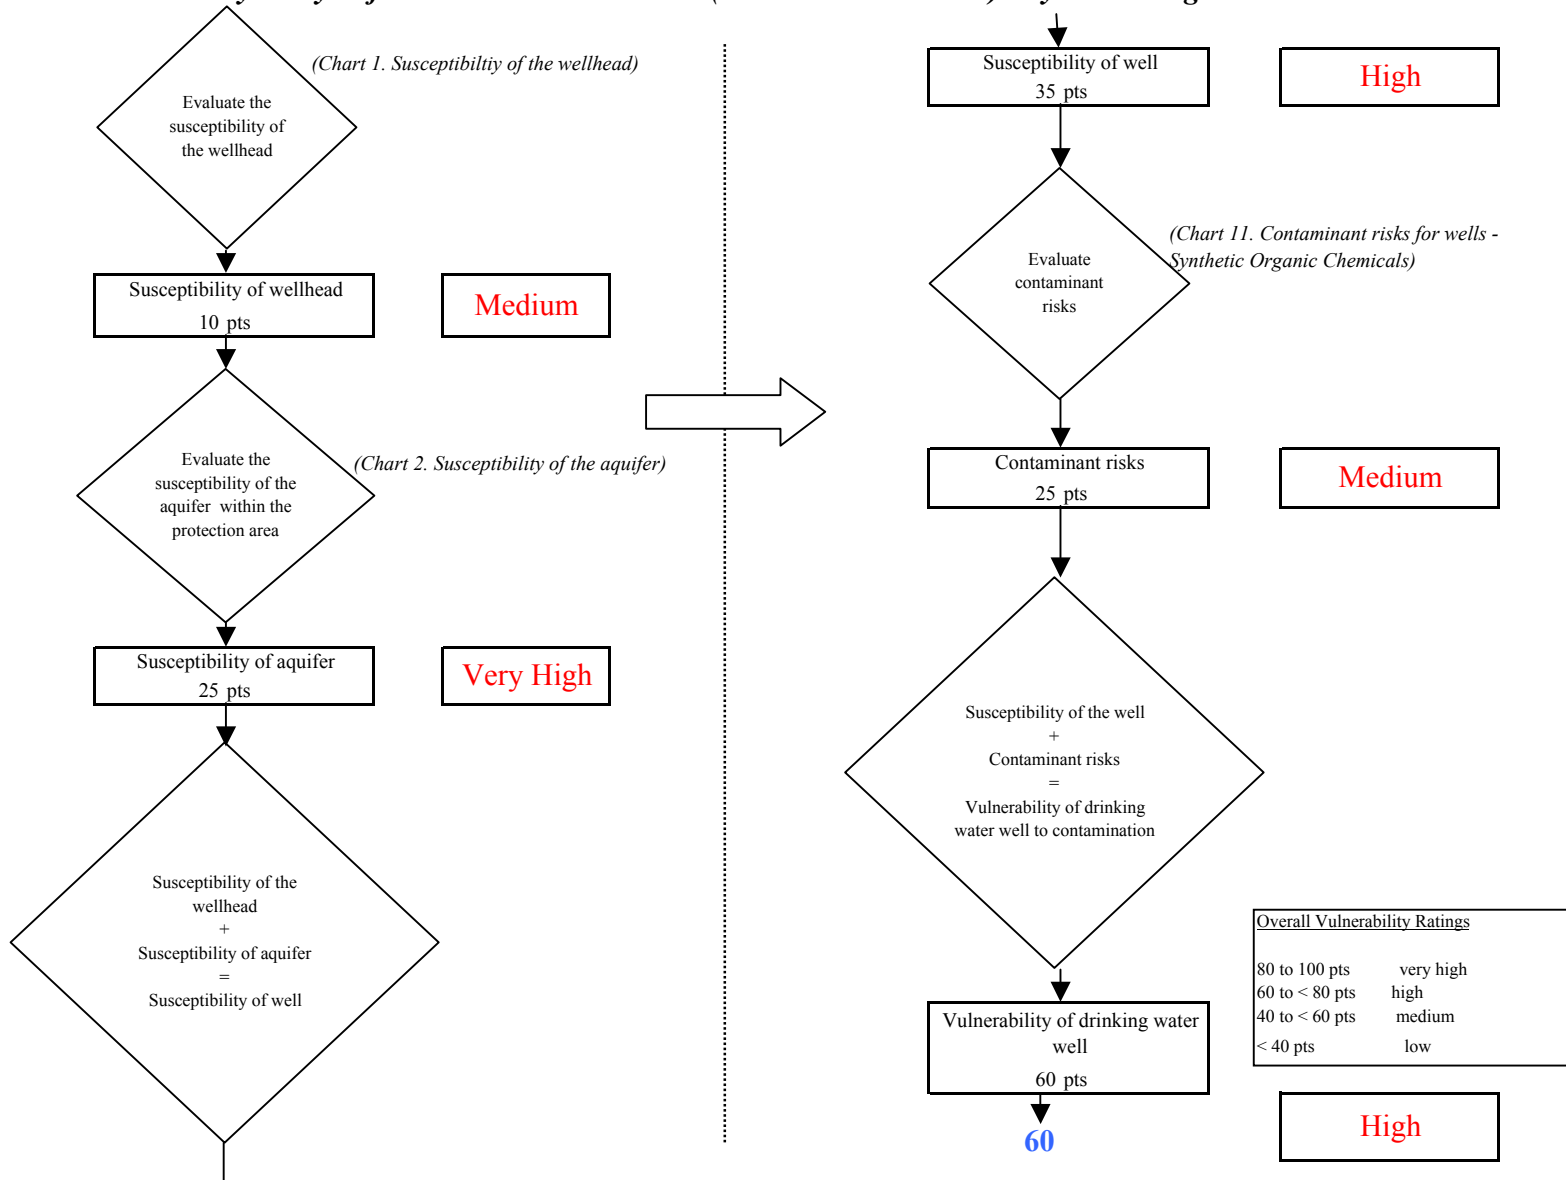 (Chart 1. Susceptibiltiy of the wellhead)
Evaluate the
susceptibility of
the wellhead
Susceptibility of wellhead
10 pts
Medium
Evaluate the
susceptibility of the
aquifer within the
protection area
(Chart 2. Susceptibility of the aquifer)
Susceptibility of aquifer
25 pts
Very High
Susceptibility of the
wellhead
+
Susceptibility of aquifer
=
Susceptibility of well
Susceptibility of well
35 pts
High
Evaluate
contaminant
risks
(Chart 11. Contaminant risks for wells -
Synthetic Organic Chemicals)
Contaminant risks
25 pts
Medium
Susceptibility of the well
+
Contaminant risks
=
Vulnerability of drinking
water well to contamination
Vulnerability of drinking water
well
60 pts
60
Overall Vulnerability Ratings
80 to 100 pts very high
60 to < 80 pts high
40 to < 60 pts medium
< 40 pts low
High